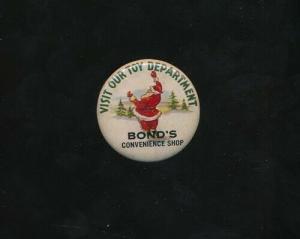 VISIT OUR TOY DEPARTMENT
BOND'S
CONVENIENCE SHOP